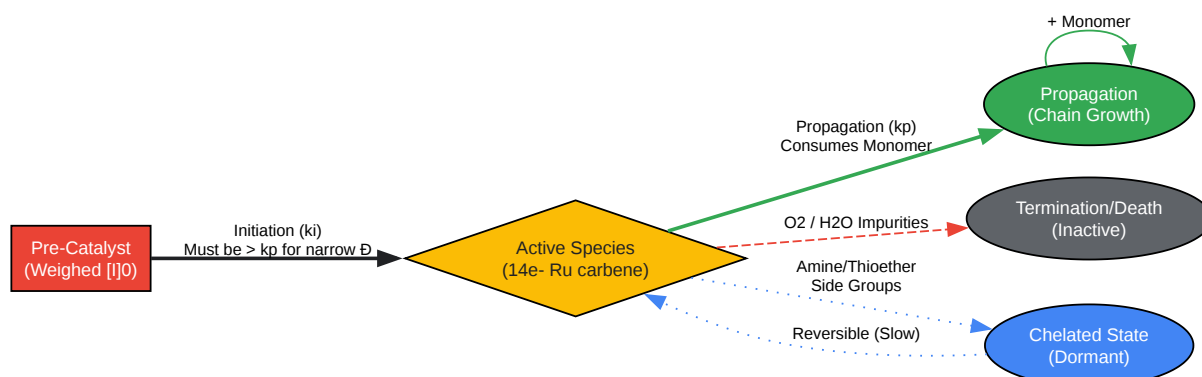 + Monomer
Propagation
(Chain Growth)
Propagation (kp)
Consumes Monomer
Termination/Death
(Inactive)
O2 / H2O Impurities
Initiation (ki)
Must be > kp for narrow Đ
Pre-Catalyst
(Weighed [I]0)
Active Species
(14e- Ru carbene)
Amine/Thioether
Side Groups
Reversible (Slow)
Chelated State
(Dormant)